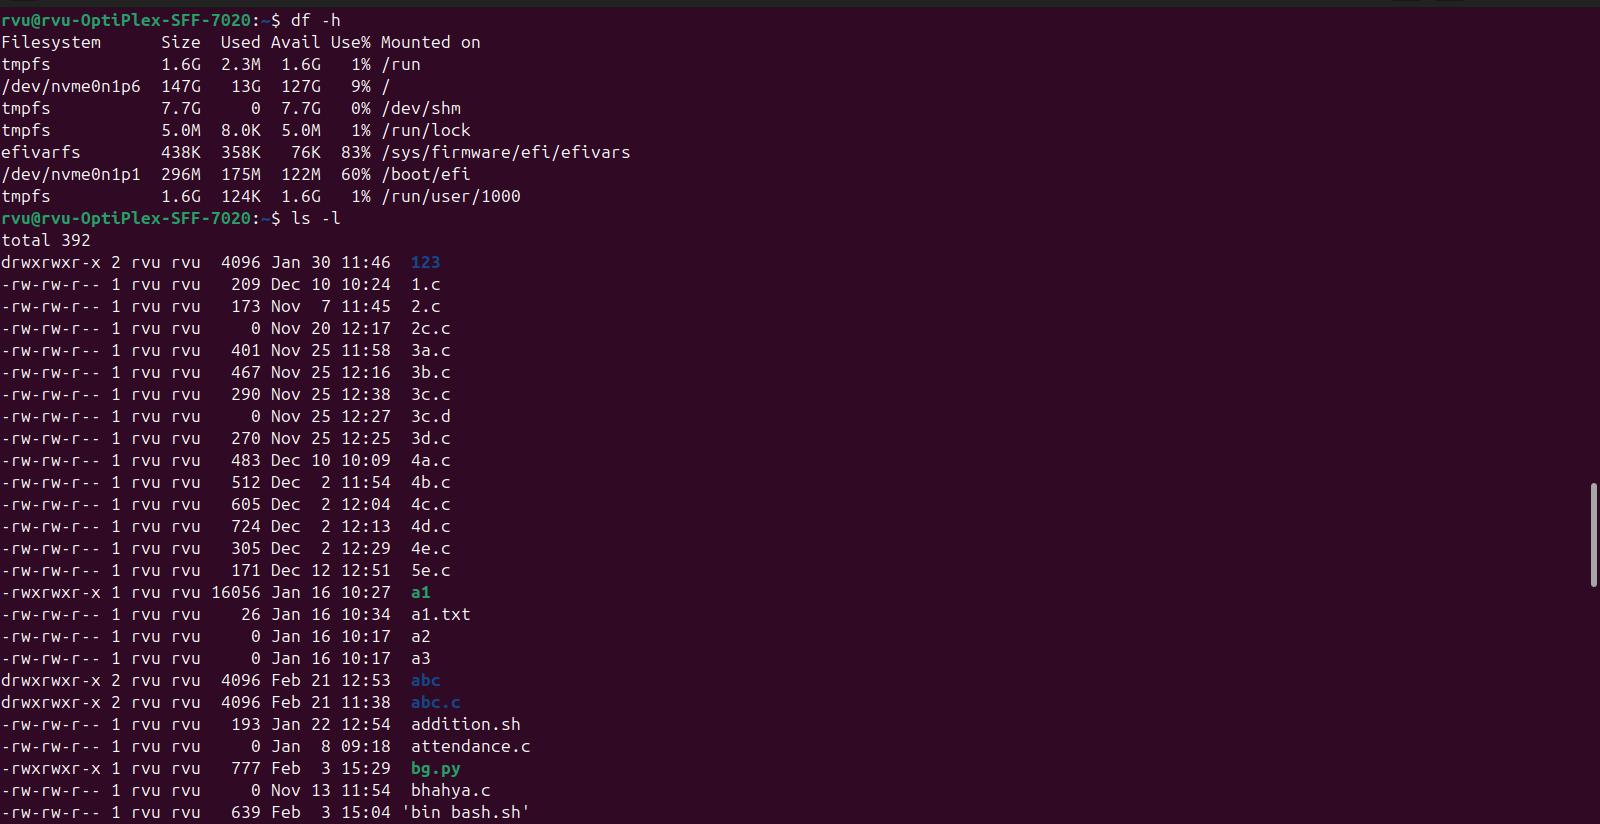 rvu@rvu-OptiPlex-SFF-7020:~$ df -h
Filesystem      Size  Used Avail Use% Mounted on
tmpfs           1.6G  2.3M  1.6G   1% /run
/dev/nvme0n1p6  147G   13G  127G   9% /
tmpfs           7.7G     0  7.7G   0% /dev/shm
tmpfs           5.0M  8.0K  5.0M   1% /run/lock
efivarfs        438K  358K   76K  83% /sys/firmware/efi/efivars
/dev/nvme0n1p1  296M  175M  122M  60% /boot/efi
tmpfs           1.6G  124K  1.6G   1% /run/user/1000
rvu@rvu-OptiPlex-SFF-7020:~$ ls -l
total 392
drwxrwxr-x 2 rvu rvu  4096 Jan 30 11:46  123
-rw-rw-r-- 1 rvu rvu   209 Dec 10 10:24  1.c
-rw-rw-r-- 1 rvu rvu   173 Nov  7 11:45  2.c
-rw-rw-r-- 1 rvu rvu     0 Nov 20 12:17  2c.c
-rw-rw-r-- 1 rvu rvu   401 Nov 25 11:58  3a.c
-rw-rw-r-- 1 rvu rvu   467 Nov 25 12:16  3b.c
-rw-rw-r-- 1 rvu rvu   290 Nov 25 12:38  3c.c
-rw-rw-r-- 1 rvu rvu     0 Nov 25 12:27  3c.d
-rw-rw-r-- 1 rvu rvu   270 Nov 25 12:25  3d.c
-rw-rw-r-- 1 rvu rvu   483 Dec 10 10:09  4a.c
-rw-rw-r-- 1 rvu rvu   512 Dec  2 11:54  4b.c
-rw-rw-r-- 1 rvu rvu   605 Dec  2 12:04  4c.c
-rw-rw-r-- 1 rvu rvu   724 Dec  2 12:13  4d.c
-rw-rw-r-- 1 rvu rvu   305 Dec  2 12:29  4e.c
-rw-rw-r-- 1 rvu rvu   171 Dec 12 12:51  5e.c
-rwxrwxr-x 1 rvu rvu 16056 Jan 16 10:27  a1
-rw-rw-r-- 1 rvu rvu    26 Jan 16 10:34  a1.txt
-rw-rw-r-- 1 rvu rvu     0 Jan 16 10:17  a2
-rw-rw-r-- 1 rvu rvu     0 Jan 16 10:17  a3
drwxrwxr-x 2 rvu rvu  4096 Feb 21 12:53  abc
drwxrwxr-x 2 rvu rvu  4096 Feb 21 11:38  abc.c
-rw-rw-r-- 1 rvu rvu   193 Jan 22 12:54  addition.sh
-rw-rw-r-- 1 rvu rvu     0 Jan  8 09:18  attendance.c
-rwxrwxr-x 1 rvu rvu   777 Feb  3 15:29  bg.py
-rw-rw-r-- 1 rvu rvu     0 Nov 13 11:54  bhahya.c
-rw-rw-r-- 1 rvu rvu   639 Feb  3 15:04 'bin bash.sh'